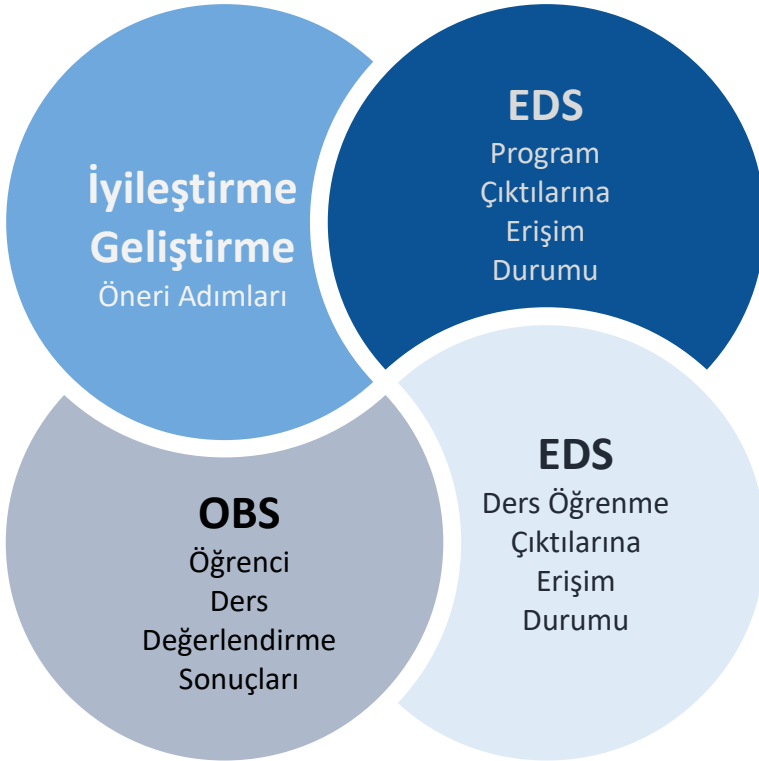 İyileştirme
Geliştirme
Öneri Adımları
EDS
Program
Çıktılarına
Erişim
Durumu
OBS
Öğrenci
Ders
Değerlendirme
Sonuçları
EDS
Ders Öğrenme
Çıktılarına
Erişim
Durumu